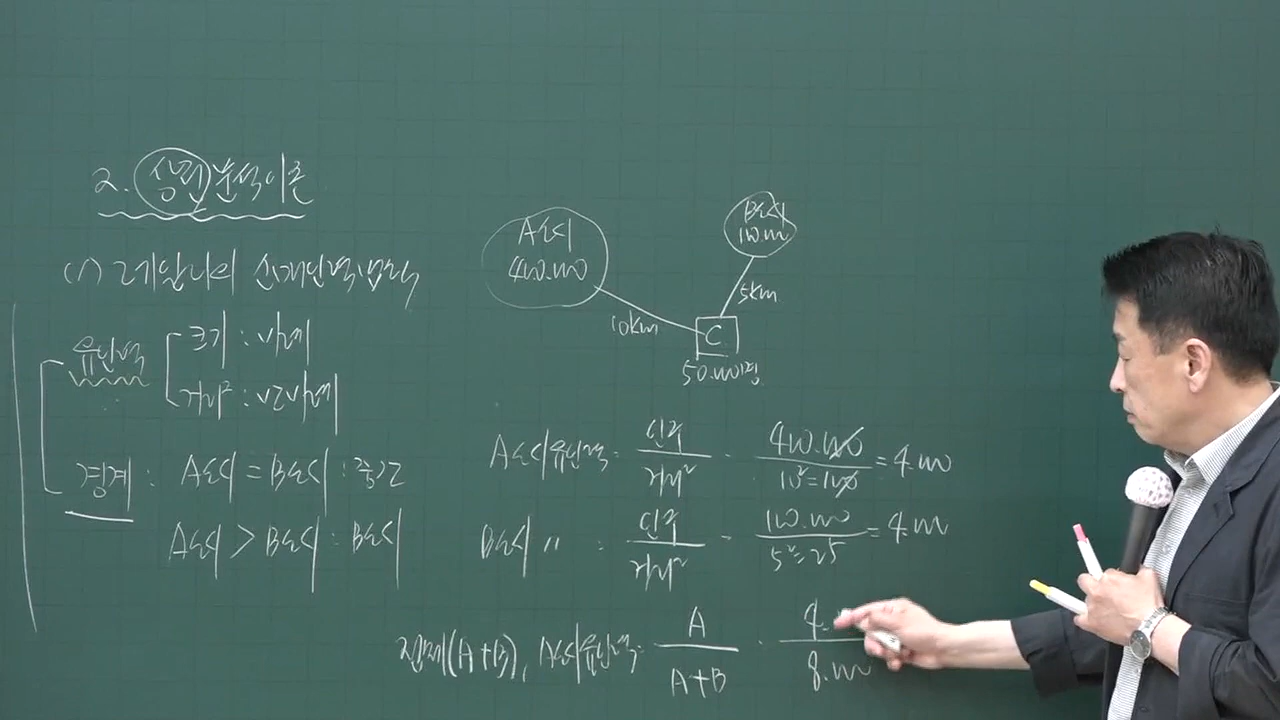 2. 상권분석이론
(1) 레일리의 소매인력법칙
유인력
크기 : 비례
거리² : 반비례
경계 : A도시 = B도시 : 중간
A도시 > B도시 : B도시
A도시
400.000
B도시
100.000
10km
5km
C
50.000명
A도시유인력 = 인구/거리² = 400.000/10²=100 = 4.000
B도시 〃 : 인구/거리² = 100.000/5²=25 = 4.000
전체(A+B), A도시유인력 = A/A+B = 4./8.000